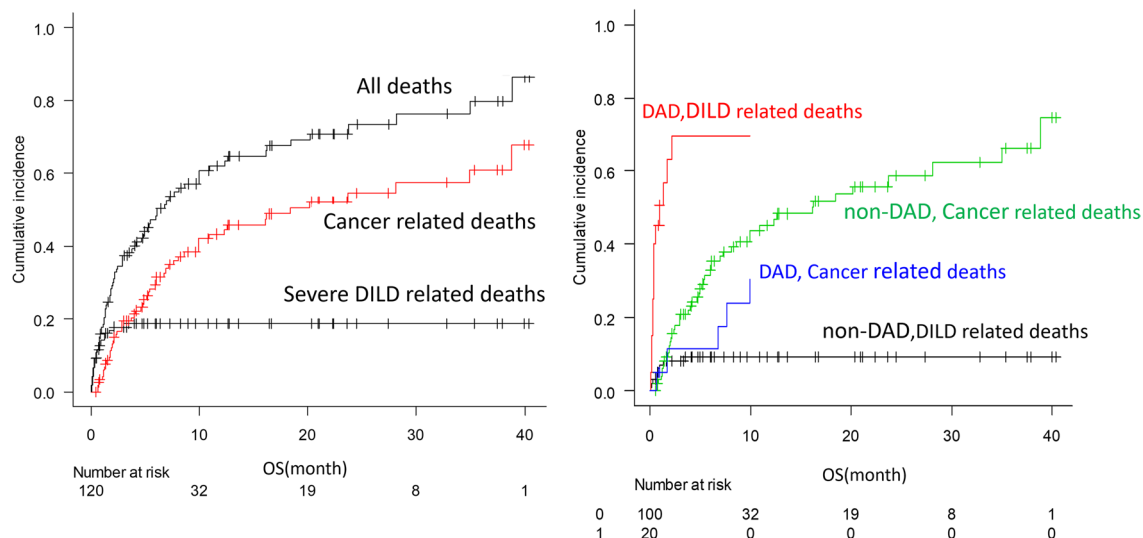 1.0
0.8
0.6
0.4
0.2
0.0
Cumulative incidence
All deaths
Cancer related deaths
Severe DILD related deaths
0 10 20 30 40
OS(month)
Number at risk
120 32 19 8 1
1.0
0.8
0.6
0.4
0.2
0.0
Cumulative incidence
DAD,DILD related deaths
non-DAD, Cancer related deaths
DAD, Cancer related deaths
non-DAD,DILD related deaths
0 10 20 30 40
OS(month)
Number at risk
0 100 32 19 8 1
1 20 0 0 0 0